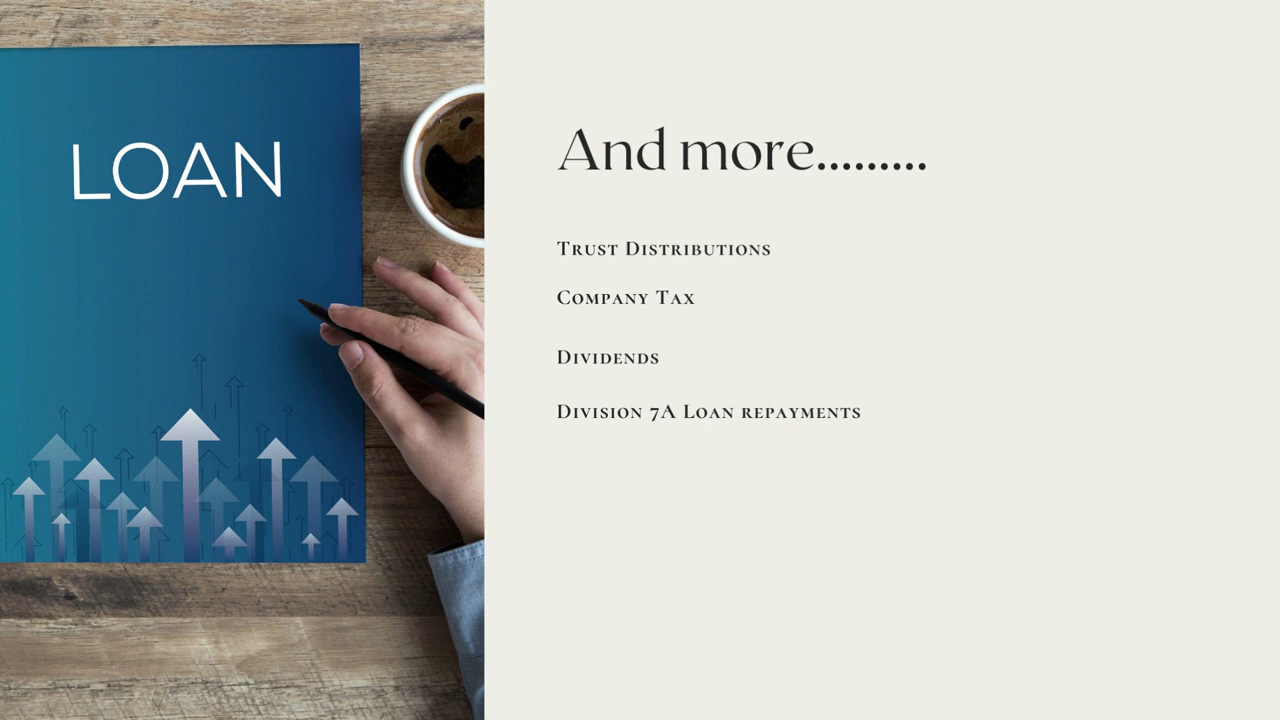 LOAN
And more.........
Trust Distributions
Company Tax
Dividends
Division 7A Loan repayments